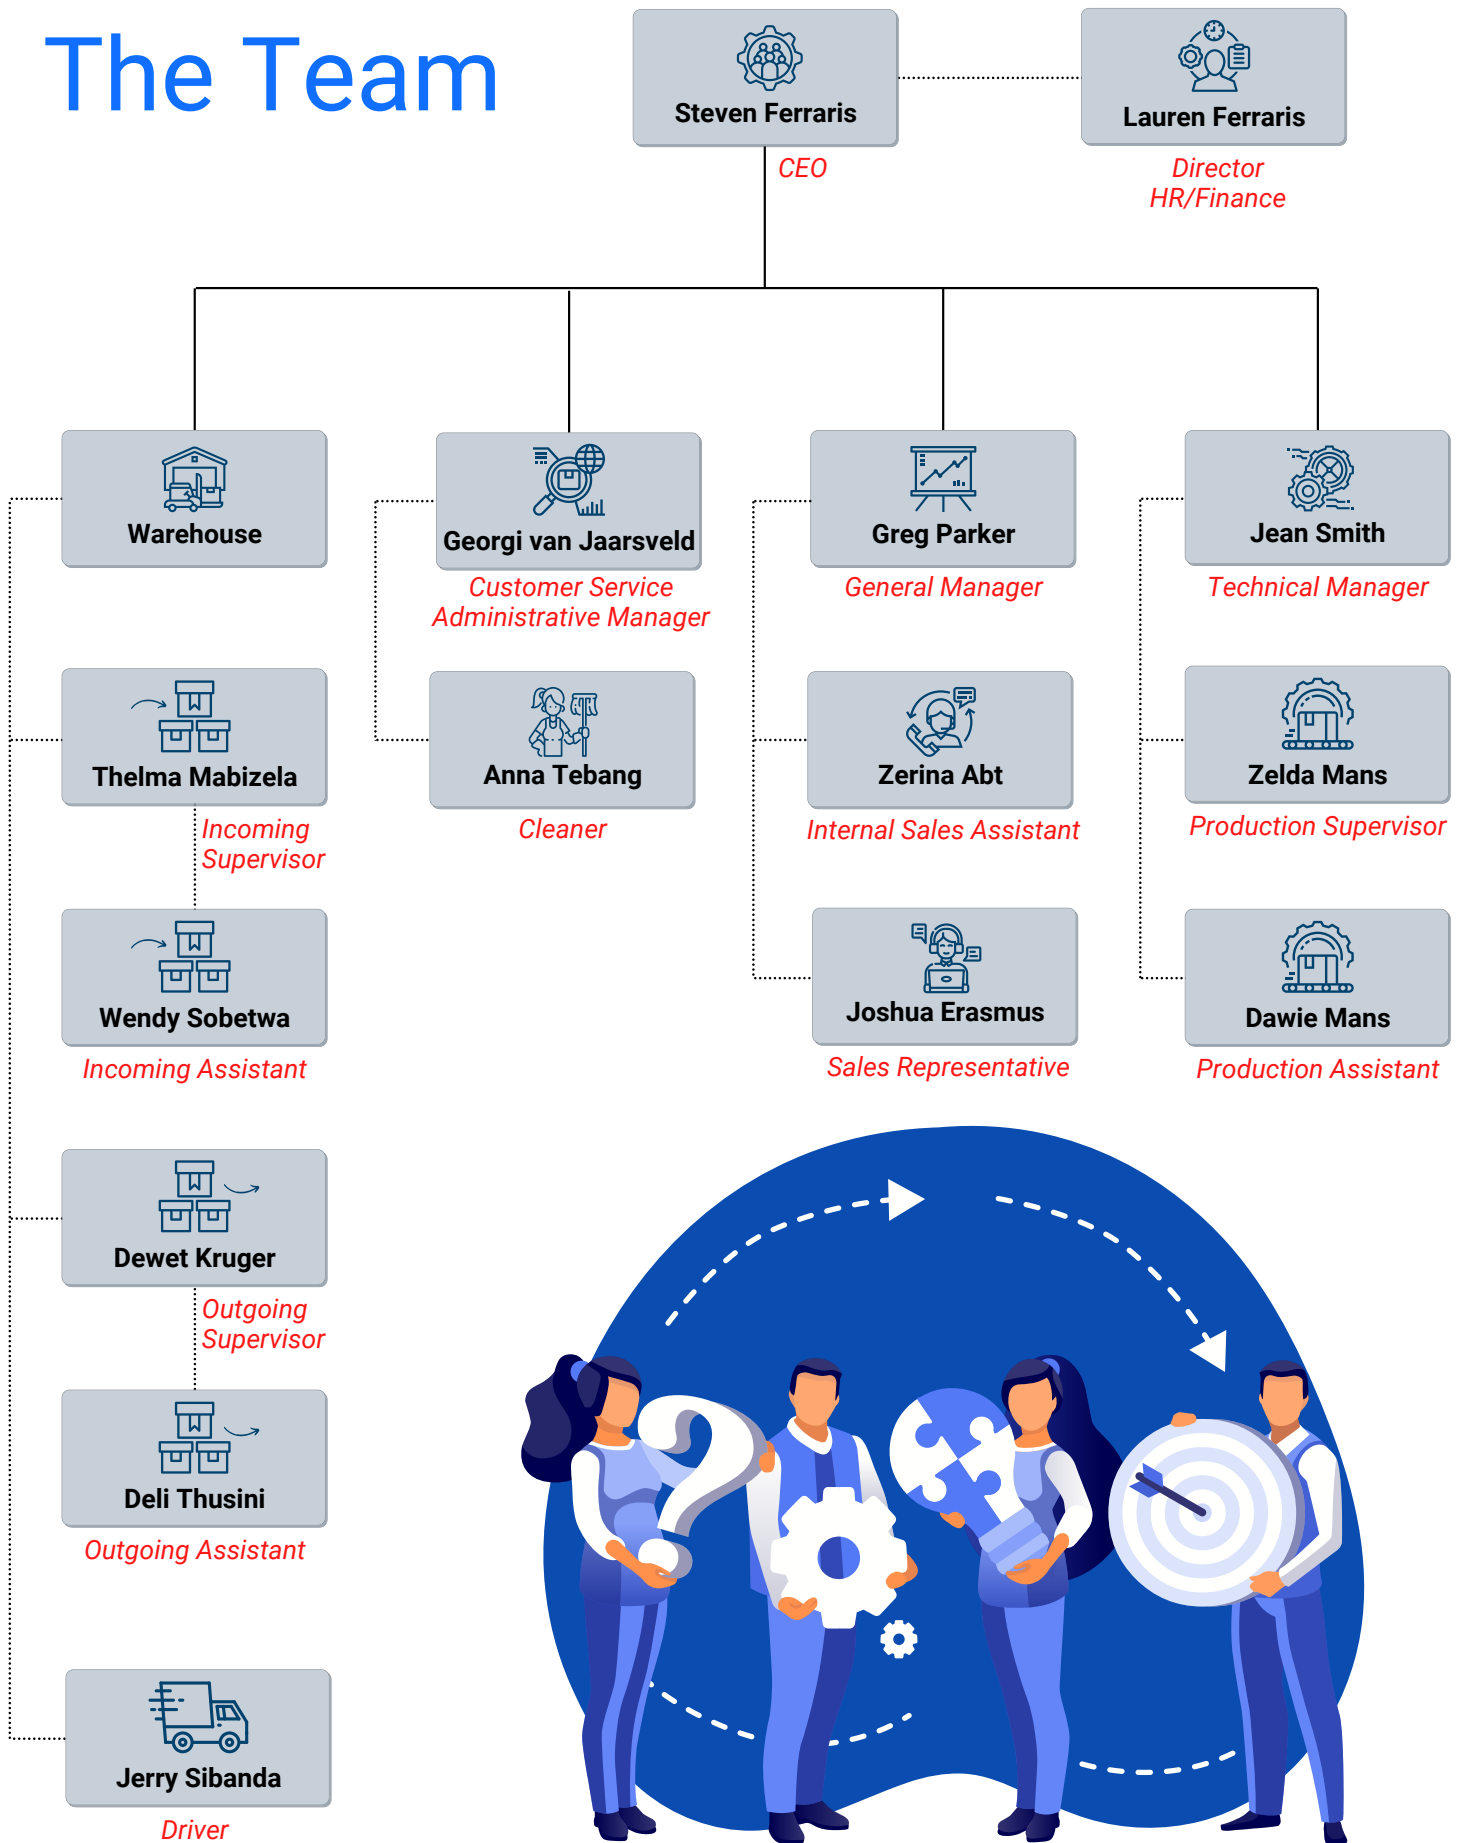 The Team
Steven Ferraris
CEO
Lauren Ferraris
Director
HR/Finance
Warehouse
Georgi van Jaarsveld
Customer Service
Administrative Manager
Greg Parker
General Manager
Jean Smith
Technical Manager
Thelma Mabizela
Incoming
Supervisor
Anna Tebang
Cleaner
Zerina Abt
Internal Sales Assistant
Zelda Mans
Production Supervisor
Wendy Sobetwa
Incoming Assistant
Joshua Erasmus
Sales Representative
Dawie Mans
Production Assistant
Dewet Kruger
Outgoing
Supervisor
Deli Thusini
Outgoing Assistant
Jerry Sibanda
Driver